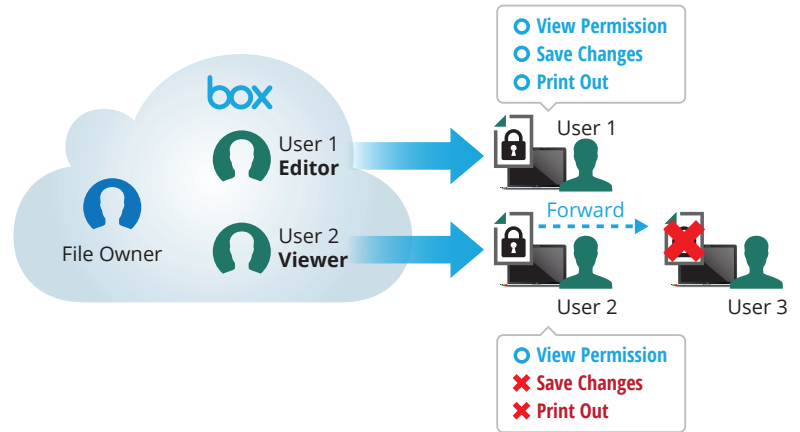 View Permission
Save Changes
Print Out
box
User 1
Editor
User 1
File Owner
User 2
Viewer
Forward
User 2
User 3
View Permission
Save Changes
Print Out